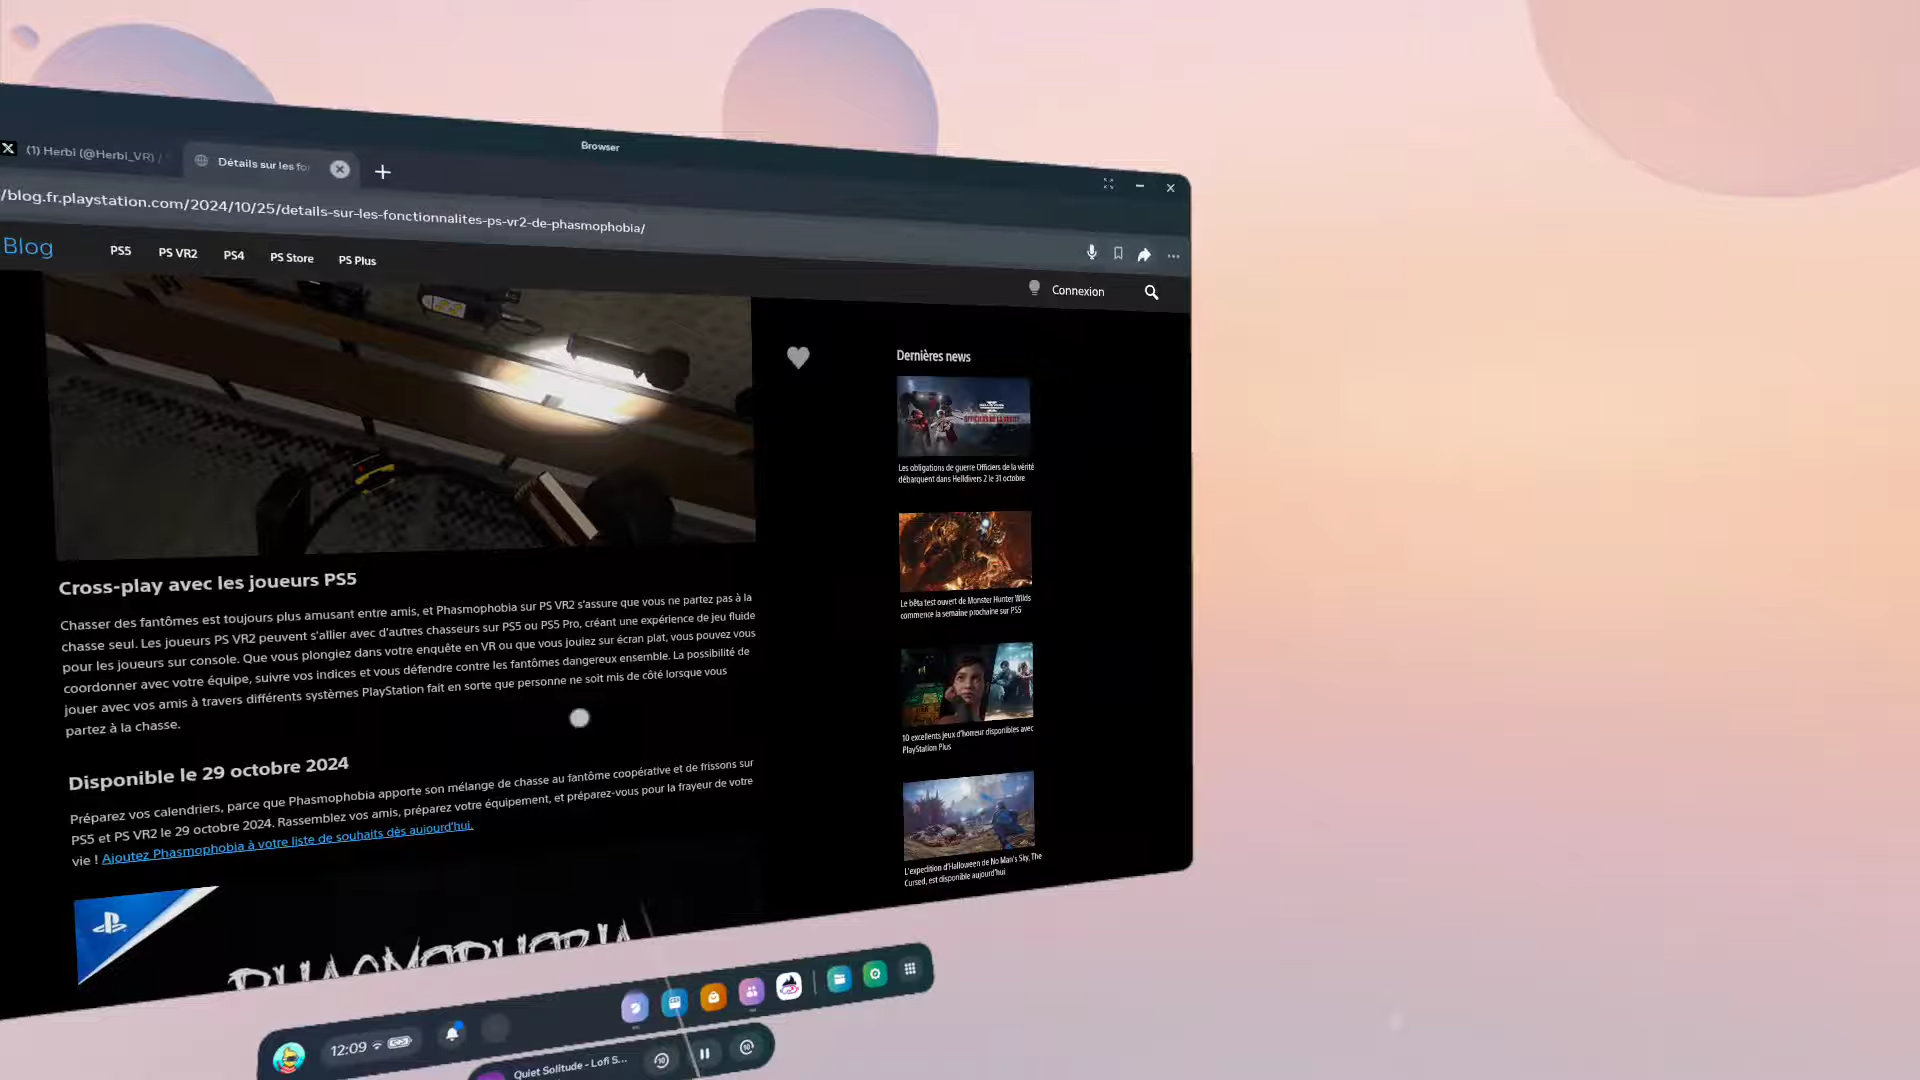 Browser
(1) Herbi (@Herbi_VR) /
Détails sur les fo
/blog.fr.playstation.com/2024/10/25/details-sur-les-fonctionnalites-ps-vr2-de-phasmophobia/
Blog
PS5 PS VR2 PS4 PS Store PS Plus
Connexion
Cross-play avec les joueurs PS5
Chasser des fantômes est toujours plus amusant entre amis, et Phasmophobia sur PS VR2 s'assure que vous ne partez pas à la
chasse seul. Les joueurs PS VR2 peuvent s'allier avec d'autres chasseurs sur PS5 ou PS5 Pro, créant une expérience de jeu fluide
pour les joueurs sur console. Que vous plongiez dans votre enquête en VR ou que vous jouiez sur écran plat, vous pouvez vous
coordonner avec votre équipe, suivre vos indices et vous défendre contre les fantômes dangereux ensemble. La possibilité de
jouer avec vos amis à travers différents systèmes PlayStation fait en sorte que personne ne soit mis de côté lorsque vous
partez à la chasse.
Disponible le 29 octobre 2024
Préparez vos calendriers, parce que Phasmophobia apporte son mélange de chasse au fantôme coopérative et de frissons sur
PS5 et PS VR2 le 29 octobre 2024. Rassemblez vos amis, préparez votre équipement, et préparez-vous pour la frayeur de votre
vie ! Ajoutez Phasmophobia à votre liste de souhaits dès aujourd'hui.
PHASMOPHOBIA
Dernières news
Les obligations de guerre Officiers de la vérité
débarquent dans Helldivers 2 le 31 octobre
Le bêta test ouvert de Monster Hunter Wilds
commence la semaine prochaine sur PS5
10 excellents jeux d'horreur disponibles avec
PlayStation Plus
L'expedition d'Halloween de No Man's Sky, The
Cursed, est disponible aujourd'hui
12:09
Quiet Solitude - Lofi S...
10
10